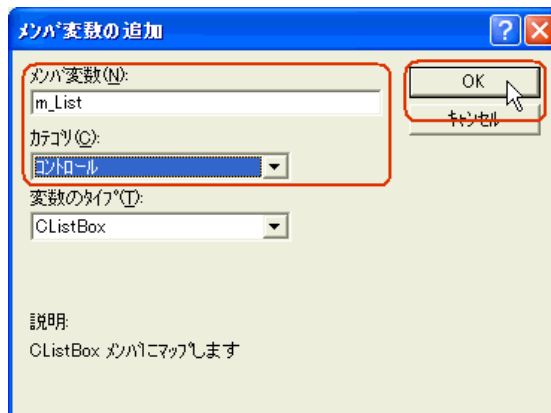 メンバ変数の追加
メンバ変数(N):
m_List
カテゴリ(C):
コントロール
変数のタイプ(T):
CListBox
OK
キャンセル
説明:
CListBox メンバにマップします